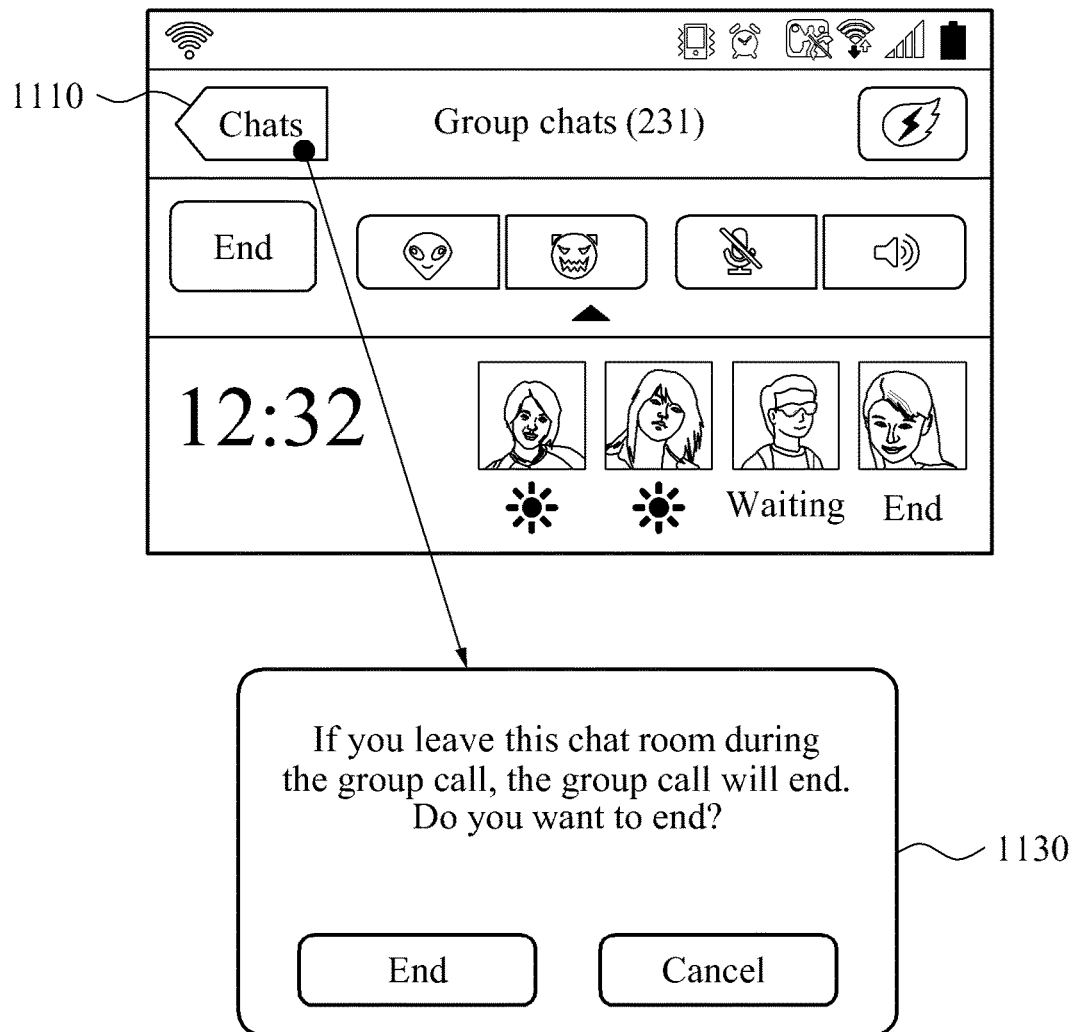 1110
Chats
Group chats (231)
End
12:32
Waiting
End
If you leave this chat room during
the group call, the group call will end.
Do you want to end?
1130
End
Cancel